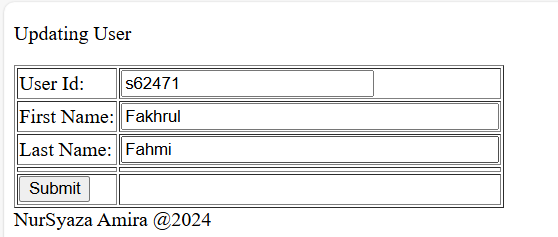 Updating User
User Id: s62471
First Name: Fakhrul
Last Name: Fahmi
Submit
NurSyaza Amira @2024